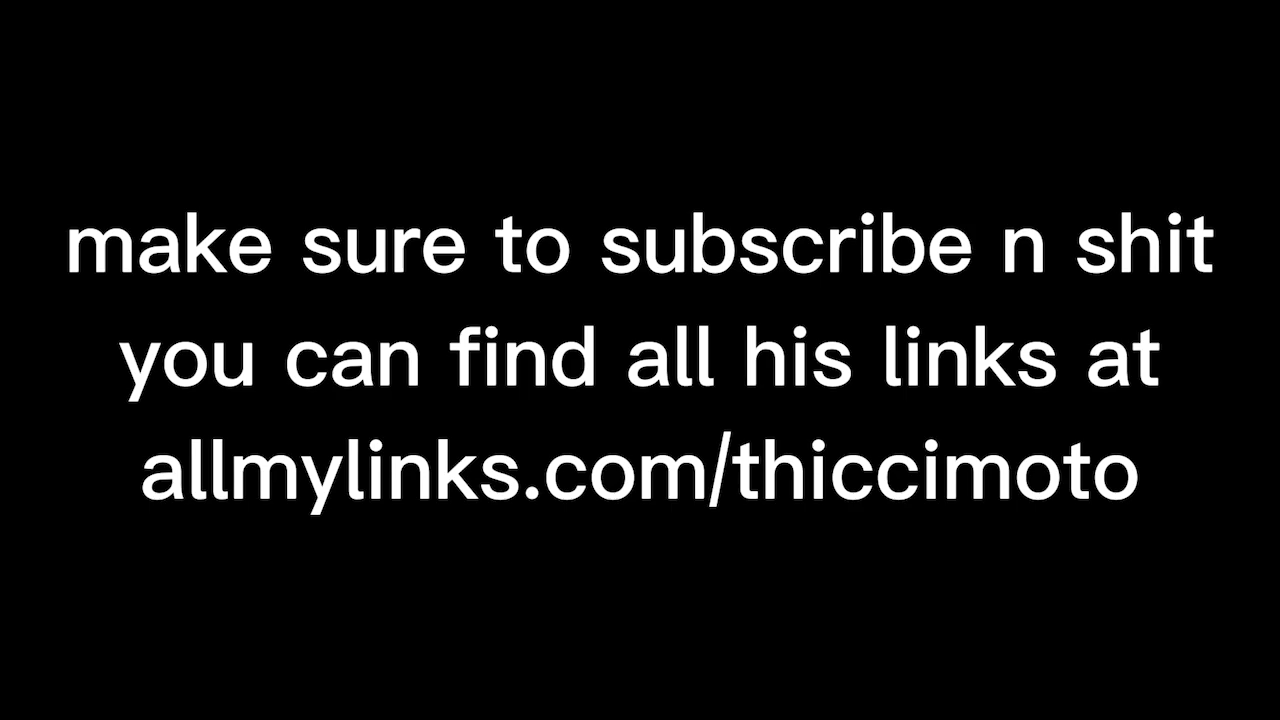 make sure to subscribe n shit
you can find all his links at
allmylinks.com/thiccimoto